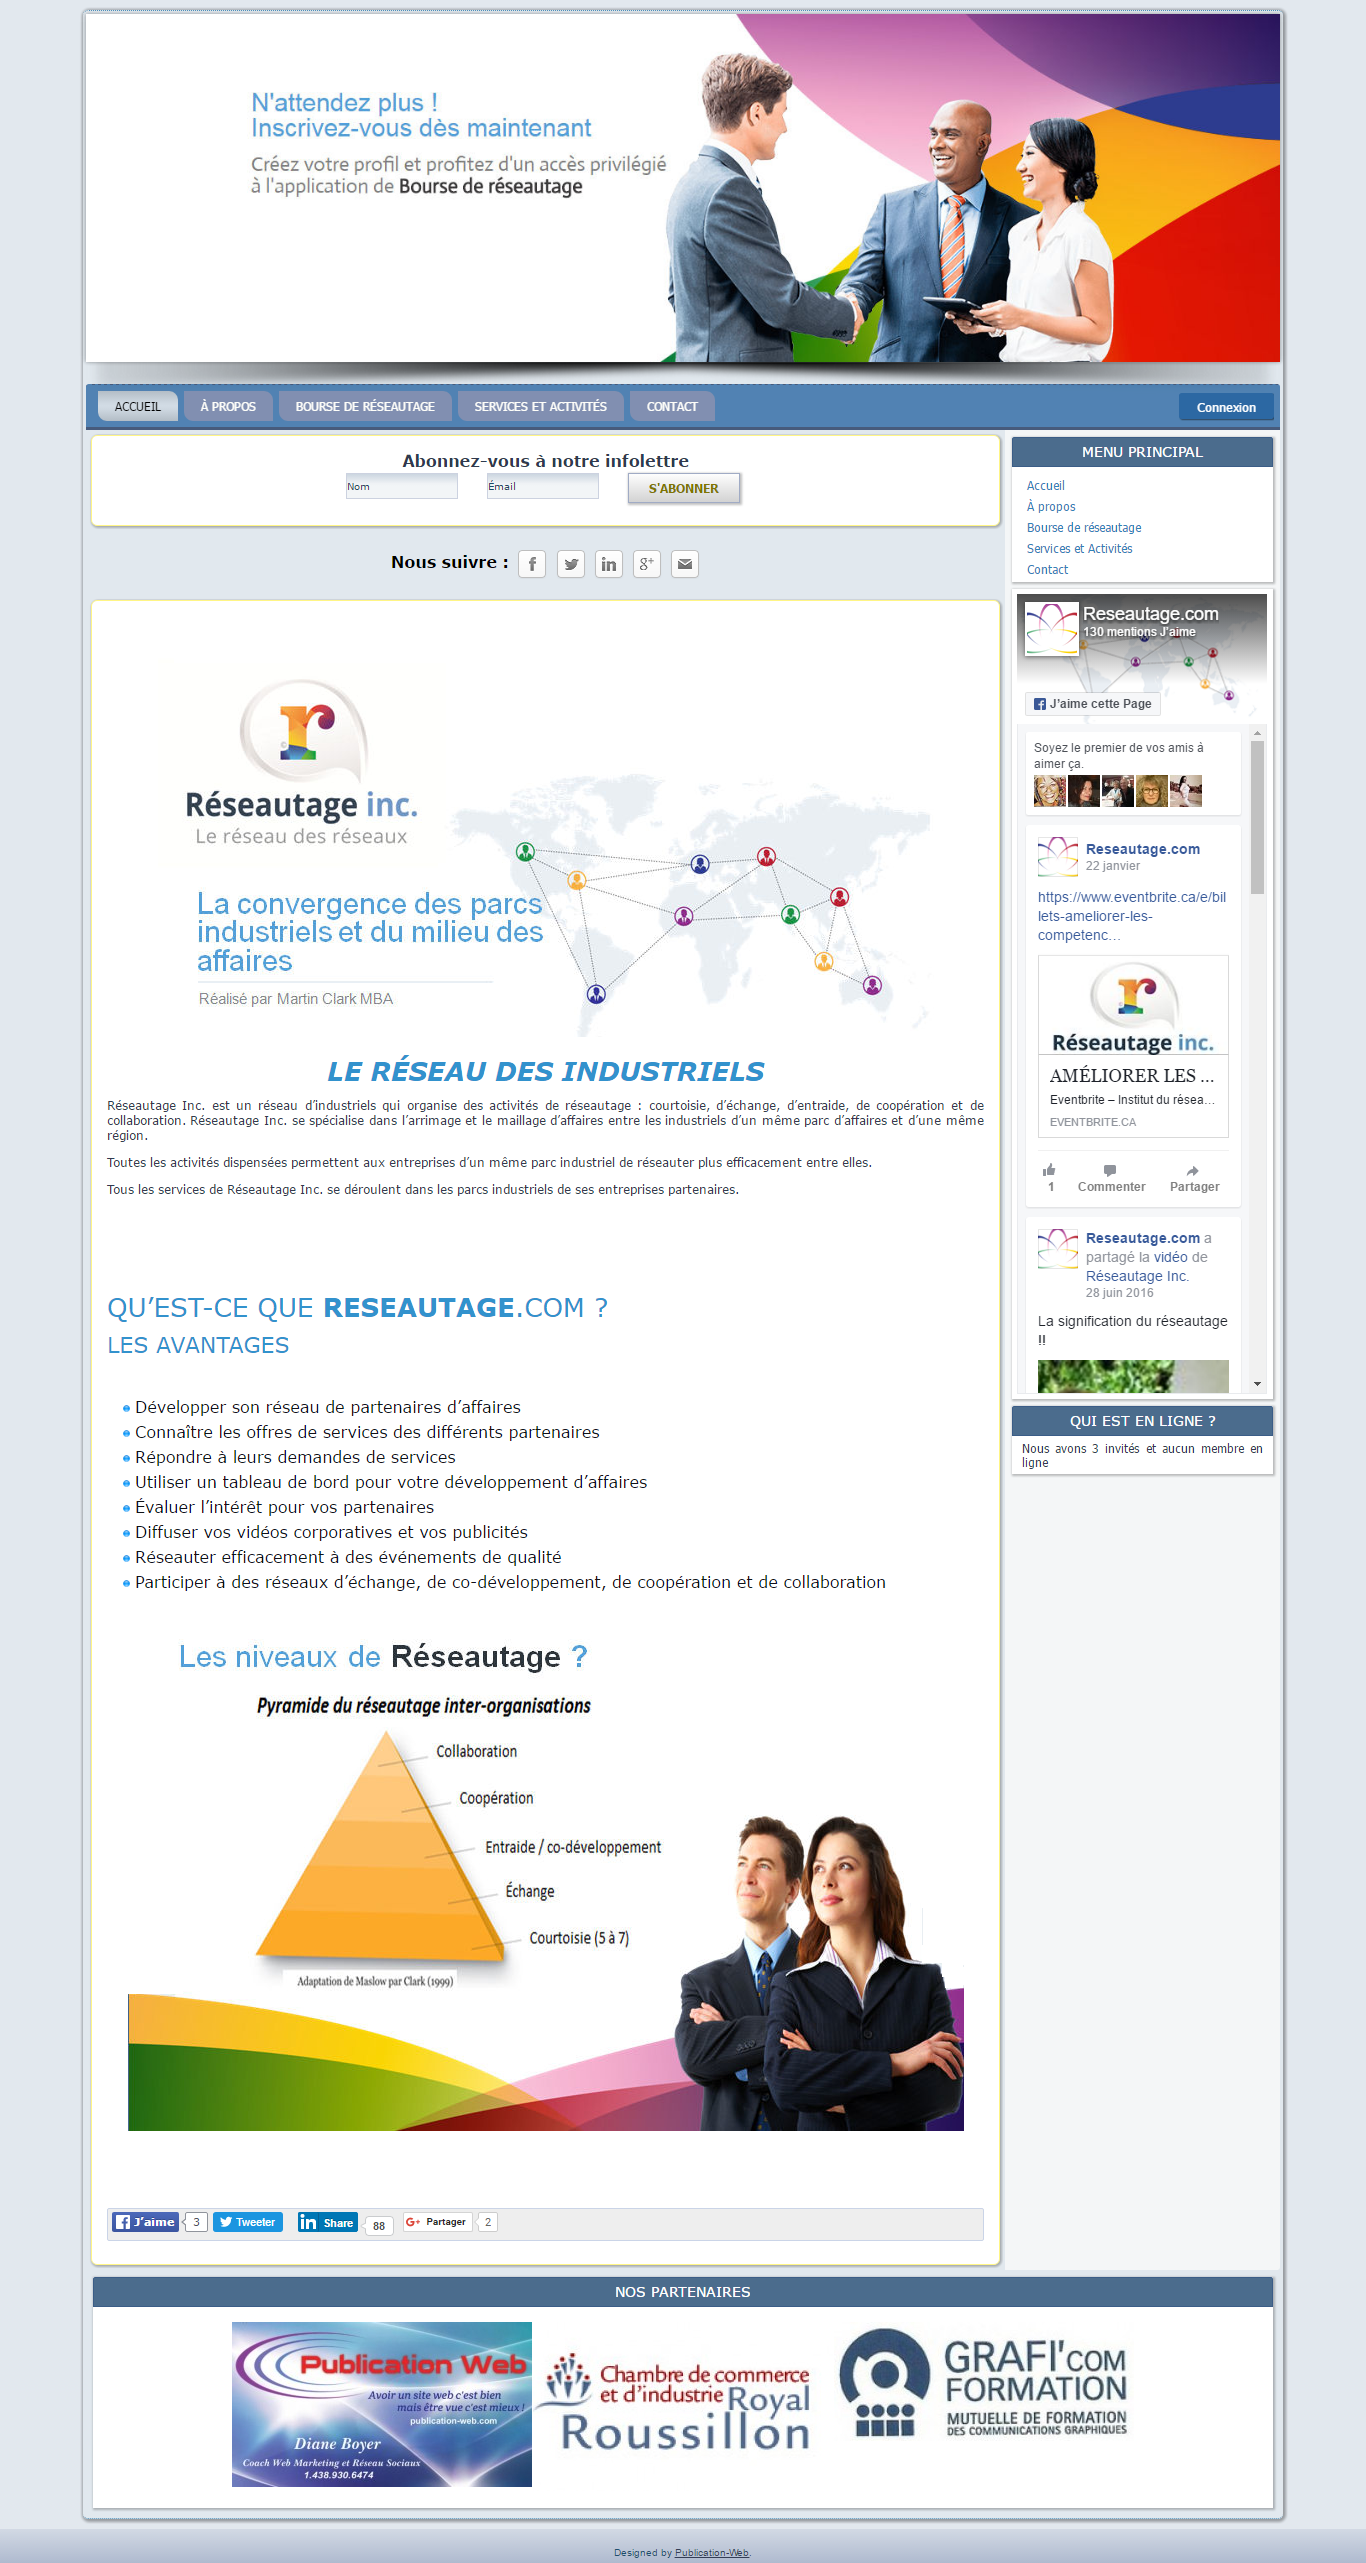 N'attendez plus !
Inscrivez-vous dès maintenant
Créez votre profil et profitez d'un accès privilégié
à l'application de Bourse de réseautage
ACCUEIL
À PROPOS
BOURSE DE RÉSEAUTAGE
SERVICES ET ACTIVITÉS
CONTACT
Connexion
Abonnez-vous à notre infolettre
Nom
Émail
S'ABONNER
Nous suivre :
Réseautage inc.
Le réseau des réseaux
La convergence des parcs
industriels et du milieu des
affaires
Réalisé par Martin Clark MBA
LE RÉSEAU DES INDUSTRIELS
Réseautage Inc. est un réseau d’industriels qui organise des activités de réseautage : courtoisie, d’échange, d’entraide, de coopération et de
collaboration. Réseautage Inc. se spécialise dans l’arrimage et le maillage d’affaires entre les industriels d’un même parc d’affaires et d’une même
région.
Toutes les activités dispensées permettent aux entreprises d’un même parc industriel de réseauter plus efficacement entre elles.
Tous les services de Réseautage Inc. se déroulent dans les parcs industriels de ses entreprises partenaires.
QU’EST-CE QUE RESEAUTAGE.COM ?
LES AVANTAGES
Développer son réseau de partenaires d’affaires
Connaître les offres de services des différents partenaires
Répondre à leurs demandes de services
Utiliser un tableau de bord pour votre développement d’affaires
Évaluer l’intérêt pour vos partenaires
Diffuser vos vidéos corporatives et vos publicités
Réseauter efficacement à des événements de qualité
Participer à des réseaux d’échange, de co-développement, de coopération et de collaboration
Les niveaux de Réseautage ?
Pyramide du réseautage inter-organisations
Collaboration
Coopération
Entraide / co-développement
Échange
Courtoisie (5 à 7)
Adaptation de Maslow par Clark (1999)
J’aime
3
Tweeter
Share
88
Partager
2
MENU PRINCIPAL
Accueil
À propos
Bourse de réseautage
Services et Activités
Contact
Reseautage.com
130 mentions J’aime
J’aime cette Page
Soyez le premier de vos amis à
aimer ça.
Reseautage.com
22 janvier
https://www.eventbrite.ca/e/bil
lets-ameliorer-les-
competenc…
Réseautage inc.
AMÉLIORER LES ...
Eventbrite – Institut du résea…
EVENTBRITE.CA
1
Commenter
Partager
Reseautage.com a
partagé la vidéo de
Réseautage Inc.
28 juin 2016
La signification du réseautage
!!
QUI EST EN LIGNE ?
Nous avons 3 invités et aucun membre en
ligne
NOS PARTENAIRES
Publication Web
Avoir un site web c'est bien
mais être vue c'est mieux !
publication-web.com
Diane Boyer
Coach Web Marketing et Réseau Sociaux
1.438.930.6474
Chambre de commerce
et d'industrie Royal
Roussillon
GRAFI'COM
FORMATION
MUTUELLE DE FORMATION
DES COMMUNICATIONS GRAPHIQUES
Designed by Publication-Web.